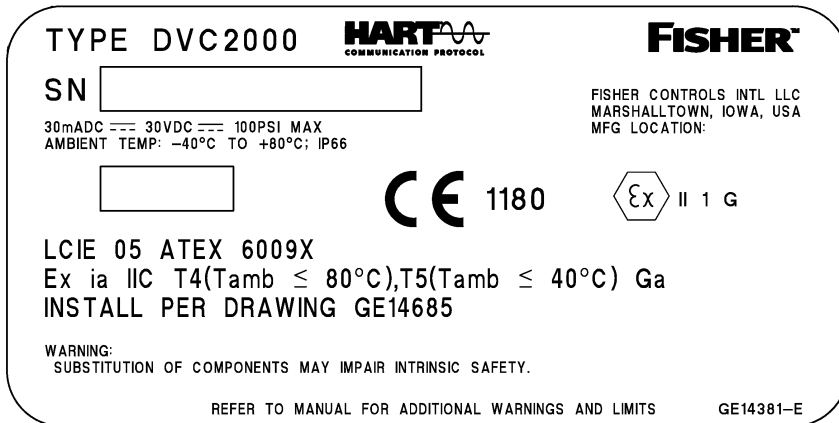 TYPE DVC2000
HART
COMMUNICATION PROTOCOL
FISHER™
SN
FISHER CONTROLS INTL LLC
MARSHALLTOWN, IOWA, USA
MFG LOCATION:
30mADC ⎓ 30VDC ⎓ 100PSI MAX
AMBIENT TEMP: -40°C TO +80°C; IP66
CE 1180 Ex II 1 G
LCIE 05 ATEX 6009X
Ex ia IIC T4(Tamb ≤ 80°C),T5(Tamb ≤ 40°C) Ga
INSTALL PER DRAWING GE14685
WARNING:
SUBSTITUTION OF COMPONENTS MAY IMPAIR INTRINSIC SAFETY.
REFER TO MANUAL FOR ADDITIONAL WARNINGS AND LIMITS GE14381-E